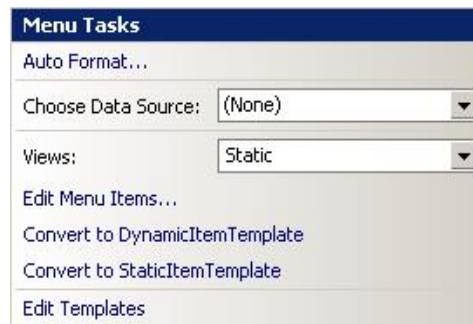 Menu Tasks
Auto Format...
Choose Data Source: (None)
Views: Static
Edit Menu Items...
Convert to DynamicItemTemplate
Convert to StaticItemTemplate
Edit Templates